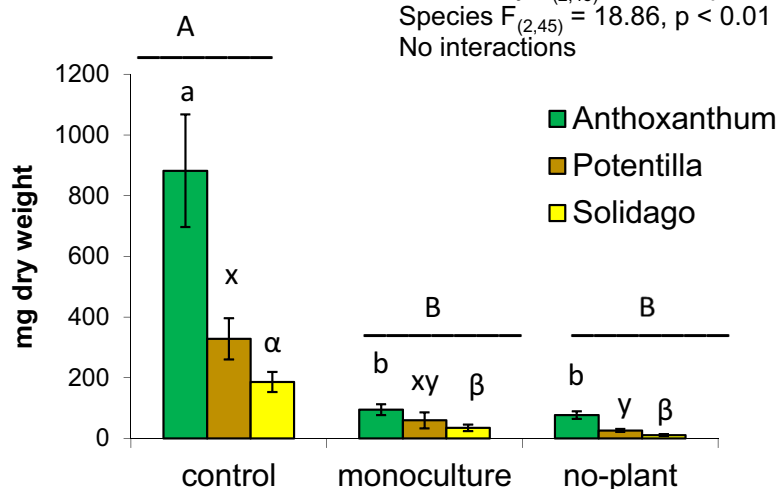 Species F(2,45) = 18.86, p < 0.01
No interactions
A
1200
1000
800
600
400
200
0
mg dry weight
a
x
α
B
b
xy
β
B
b
y
β
Anthoxanthum
Potentilla
Solidago
control monoculture no-plant